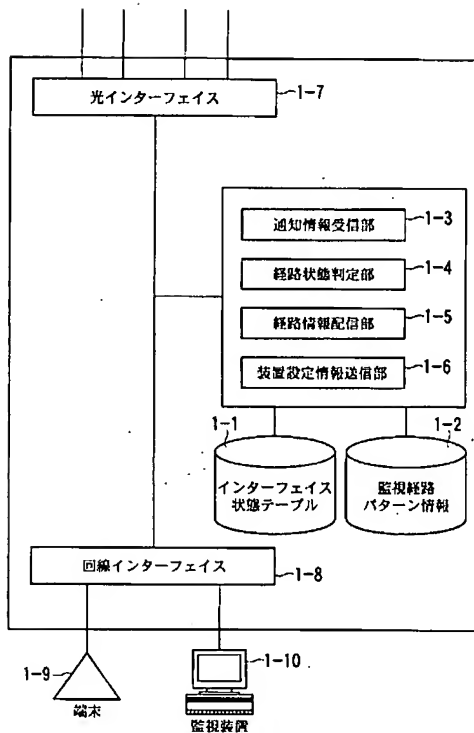 光インターフェイス
1-7
通知情報受信部
1-3
経路状態判定部
1-4
経路情報配信部
1-5
装置設定情報送信部
1-6
1-1
1-2
インターフェイス
状態テーブル
監視経路
パターン情報
回線インターフェイス
1-8
1-9
端末
1-10
監視装置